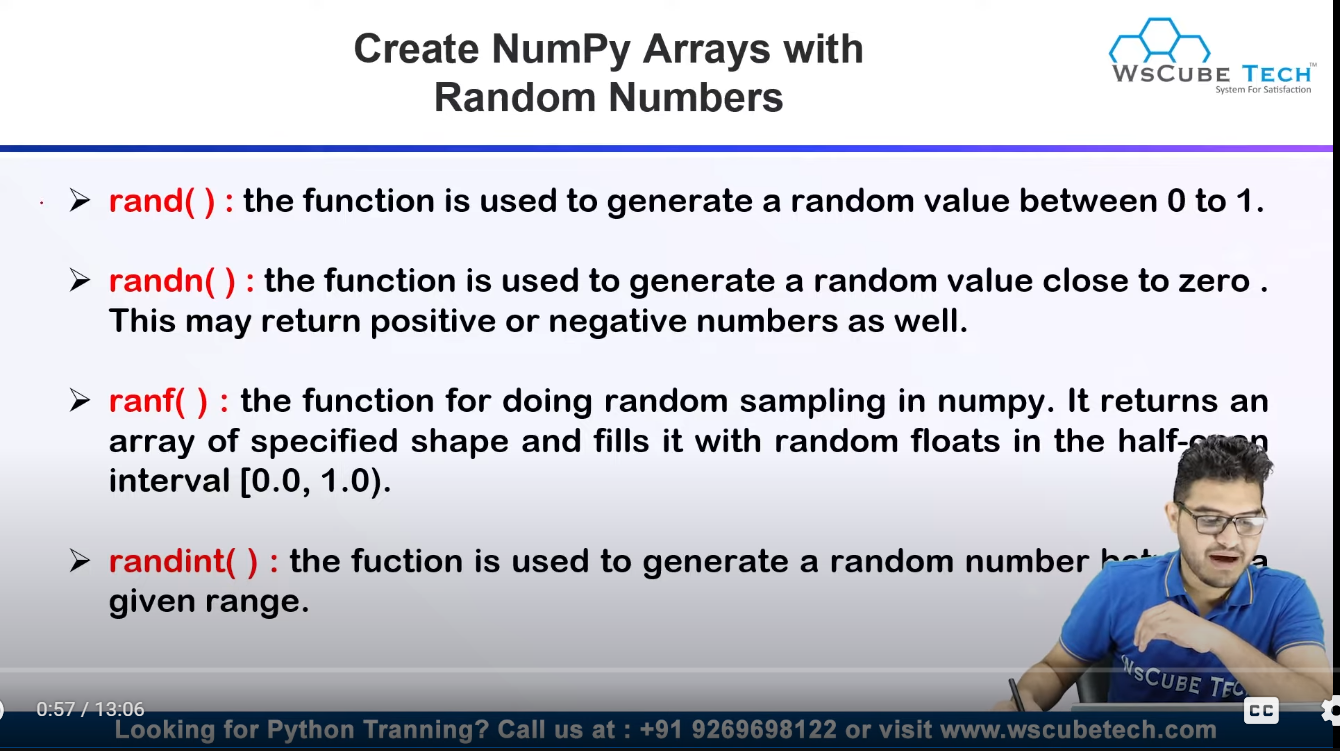 Create NumPy Arrays with
Random Numbers
WSCUBE TECH™
System For Satisfaction
➢ rand( ) : the function is used to generate a random value between 0 to 1.
➢ randn( ) : the function is used to generate a random value close to zero .
This may return positive or negative numbers as well.
➢ ranf( ) : the function for doing random sampling in numpy. It returns an
array of specified shape and fills it with random floats in the half-open
interval [0.0, 1.0).
➢ randint( ) : the fuction is used to generate a random number a
given range.
WSCUBE
0:57 / 13:06
CC
Looking for Python Tranning? Call us at : +91 9269698122 or visit www.wscubetech.com